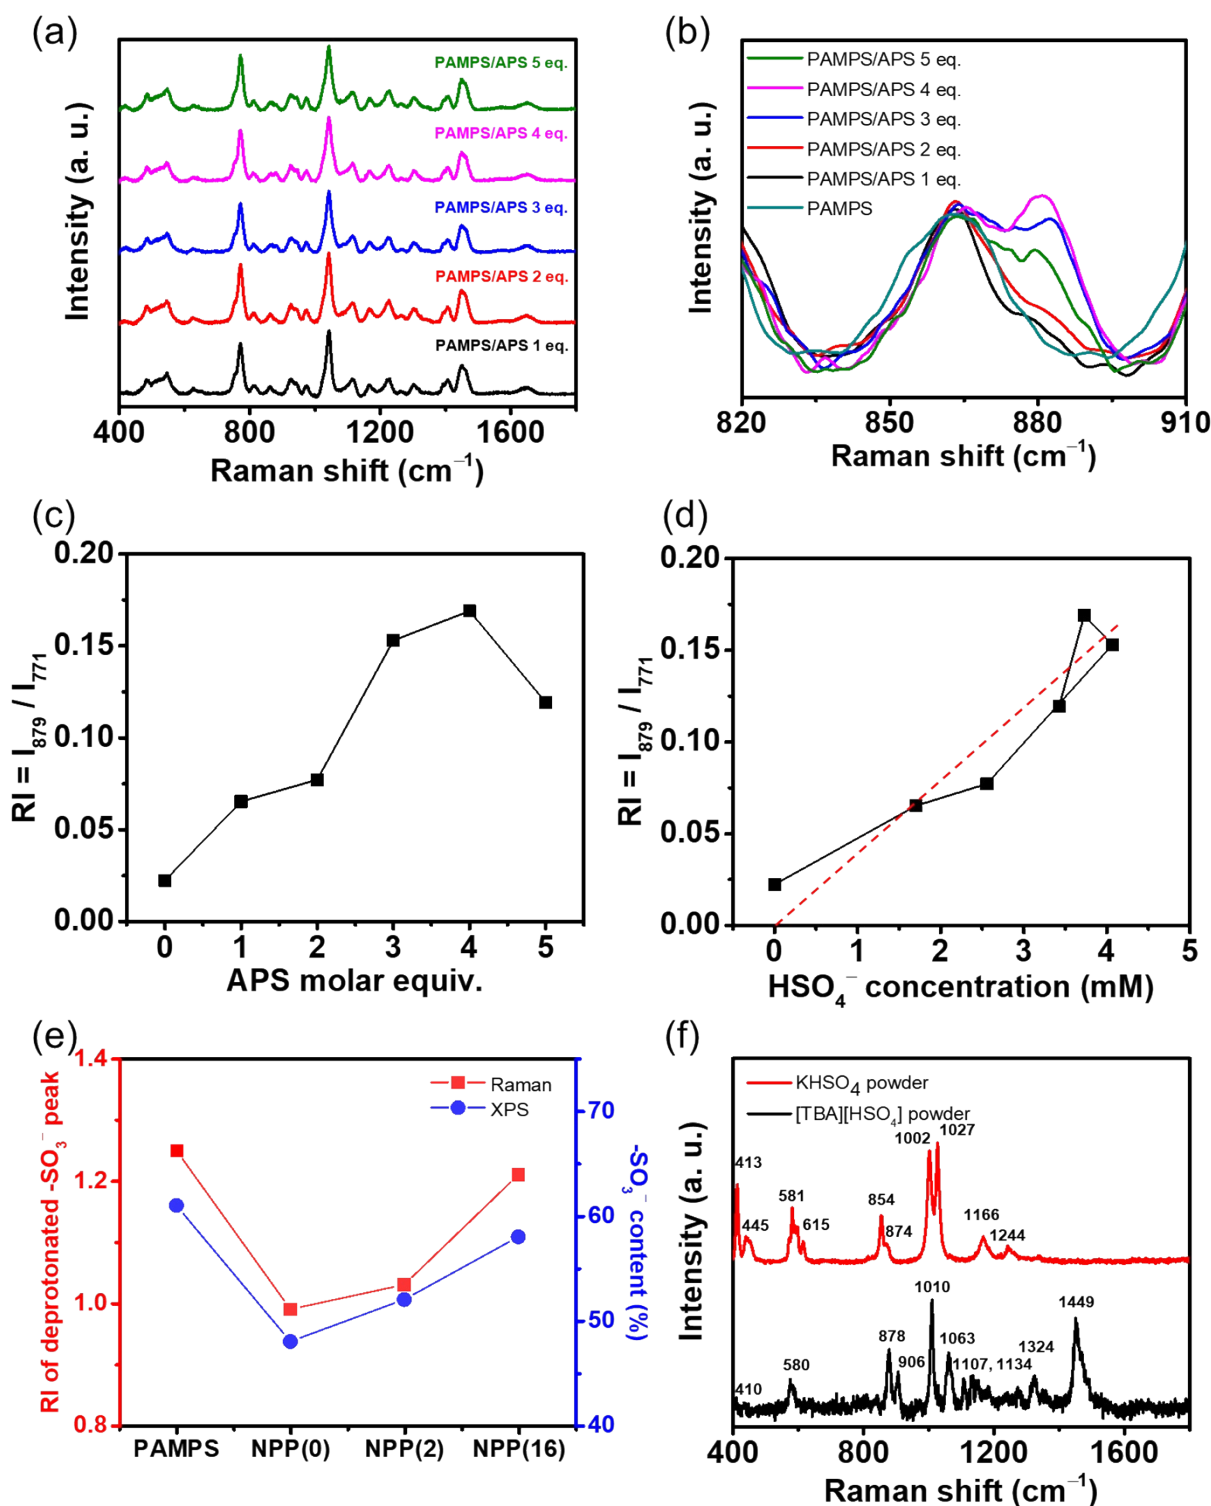 (a)
PAMPS/APS 5 eq.
PAMPS/APS 4 eq.
PAMPS/APS 3 eq.
PAMPS/APS 2 eq.
PAMPS/APS 1 eq.
Intensity (a. u.)
400 800 1200 1600
Raman shift (cm⁻¹)
(b)
PAMPS/APS 5 eq.
PAMPS/APS 4 eq.
PAMPS/APS 3 eq.
PAMPS/APS 2 eq.
PAMPS/APS 1 eq.
PAMPS
Intensity (a. u.)
820 850 880 910
Raman shift (cm⁻¹)
(c)
RI = I₈₇₉ / I₇₇₁
0.20
0.15
0.10
0.05
0.00
0 1 2 3 4 5
APS molar equiv.
(d)
RI = I₈₇₉ / I₇₇₁
0.20
0.15
0.10
0.05
0.00
0 1 2 3 4 5
HSO₄⁻ concentration (mM)
(e)
RI of deprotonated -SO₃⁻ peak
1.4
1.2
1.0
0.8
Raman
XPS
70
60
50
40
-SO₃⁻ content (%)
PAMPS NPP(0) NPP(2) NPP(16)
(f)
KHSO₄ powder
[TBA][HSO₄] powder
Intensity (a. u.)
413
445
581
615
854
874
1002
1027
1166
1244
410
580
878
906
1010
1063
1107, 1134
1324
1449
400 800 1200 1600
Raman shift (cm⁻¹)